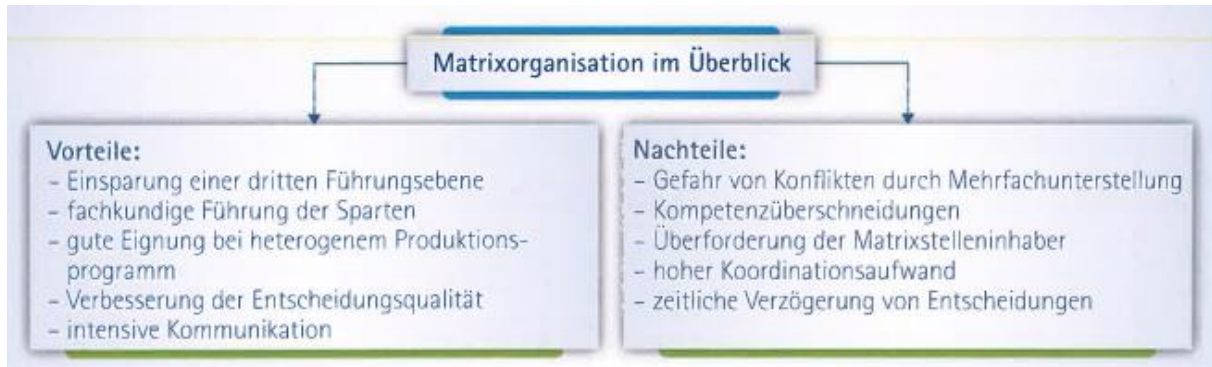 Matrixorganisation im Überblick
Vorteile:
– Einsparung einer dritten Führungsebene
– fachkundige Führung der Sparten
– gute Eignung bei heterogenem Produktions-
programm
– Verbesserung der Entscheidungsqualität
– intensive Kommunikation
Nachteile:
– Gefahr von Konflikten durch Mehrfachunterstellung
– Kompetenzüberschneidungen
– Überforderung der Matrixstelleninhaber
– hoher Koordinationsaufwand
– zeitliche Verzögerung von Entscheidungen